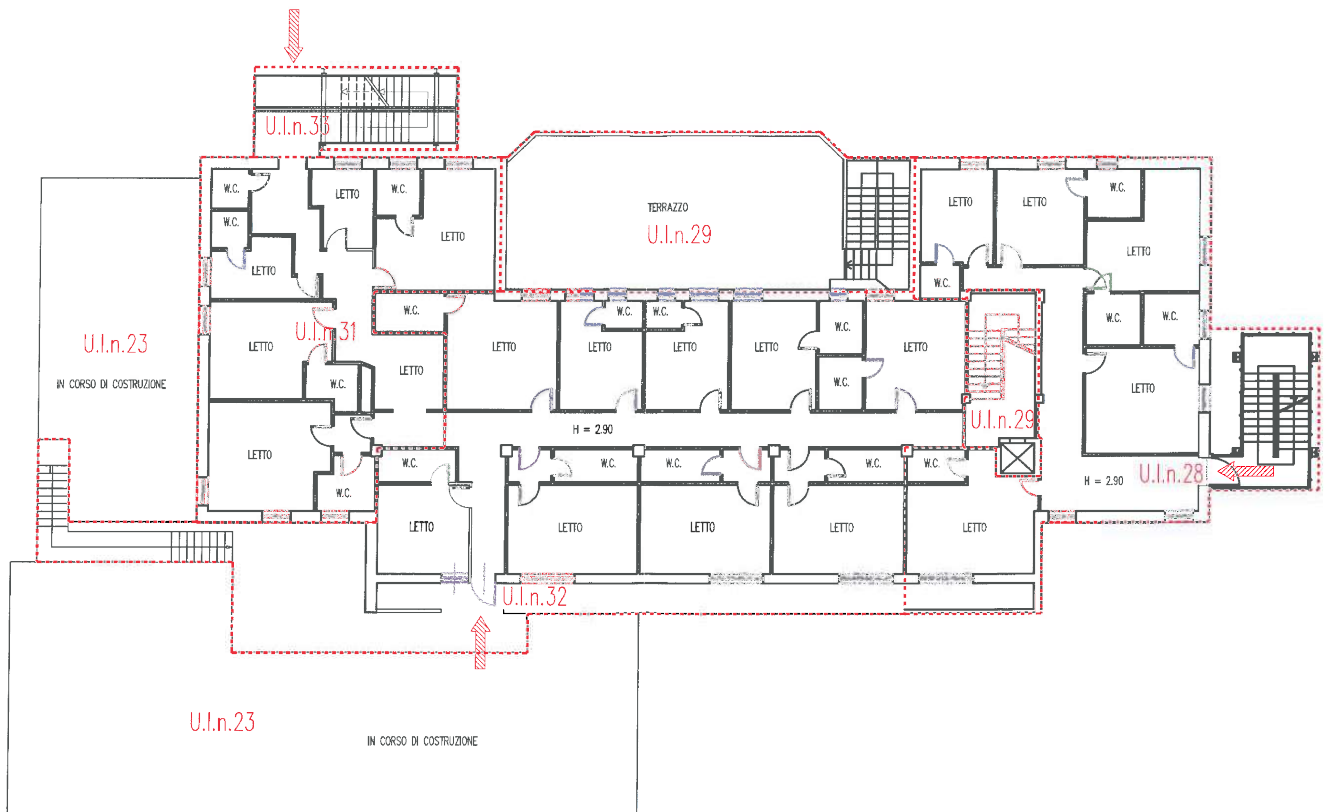 U.I.n.33
W.C.
LETTO
W.C.
LETTO
W.C.
LETTO
W.C.
LETTO
TERRAZZO
U.I.n.29
LETTO
LETTO
W.C.
LETTO
W.C.
U.I.n.23
IN CORSO DI COSTRUZIONE
U.I.n.31
LETTO
W.C.
LETTO
W.C.
LETTO
LETTO
W.C.
W.C.
LETTO
LETTO
W.C.
W.C.
LETTO
W.C.
W.C.
LETTO
LETTO
W.C.
H = 2.90
U.I.n.29
W.C.
W.C.
W.C.
W.C.
W.C.
H = 2.90
U.I.n.28
LETTO
LETTO
LETTO
LETTO
LETTO
U.I.n.32
U.I.n.23
IN CORSO DI COSTRUZIONE